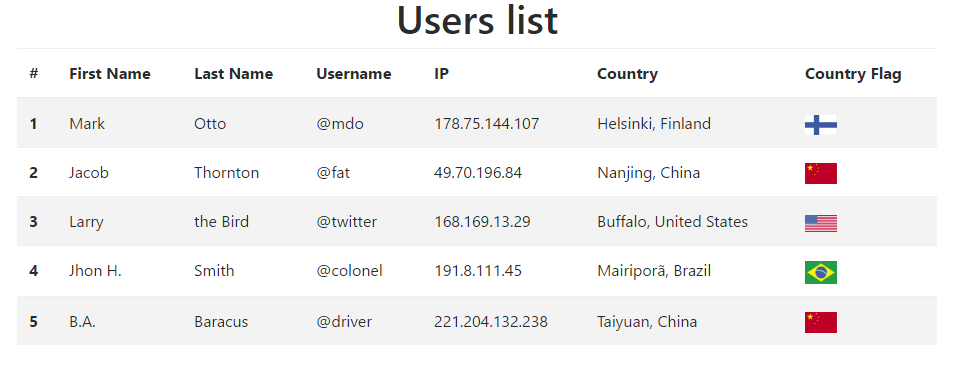 Users list
# First Name Last Name Username IP Country Country Flag
1 Mark Otto @mdo 178.75.144.107 Helsinki, Finland
2 Jacob Thornton @fat 49.70.196.84 Nanjing, China
3 Larry the Bird @twitter 168.169.13.29 Buffalo, United States
4 Jhon H. Smith @colonel 191.8.111.45 Mairiporã, Brazil
5 B.A. Baracus @driver 221.204.132.238 Taiyuan, China